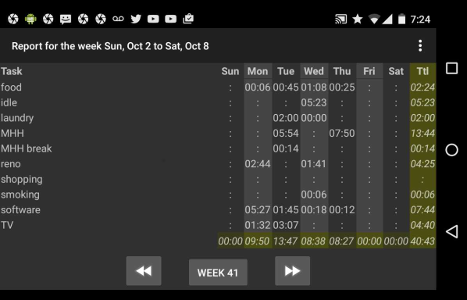 7:24
Report for the week Sun, Oct 2 to Sat, Oct 8
Task Sun Mon Tue Wed Thu Fri Sat Ttl
food : 00:06 00:45 01:08 00:25 : : 02:24
idle : : : 05:23 : : : 05:23
laundry : : 02:00 00:00 : : : 02:00
MHH : : 05:54 : 07:50 : : 13:44
MHH break : : 00:14 : : : : 00:14
reno : 02:44 : 01:41 : : : 04:25
shopping : : : : : : : :
smoking : : : 00:06 : : : 00:06
software : 05:27 01:45 00:18 00:12 : : 07:44
TV : 01:32 03:07 : : : : 04:40
00:00 09:50 13:47 08:38 08:27 00:00 00:00 40:43
WEEK 41